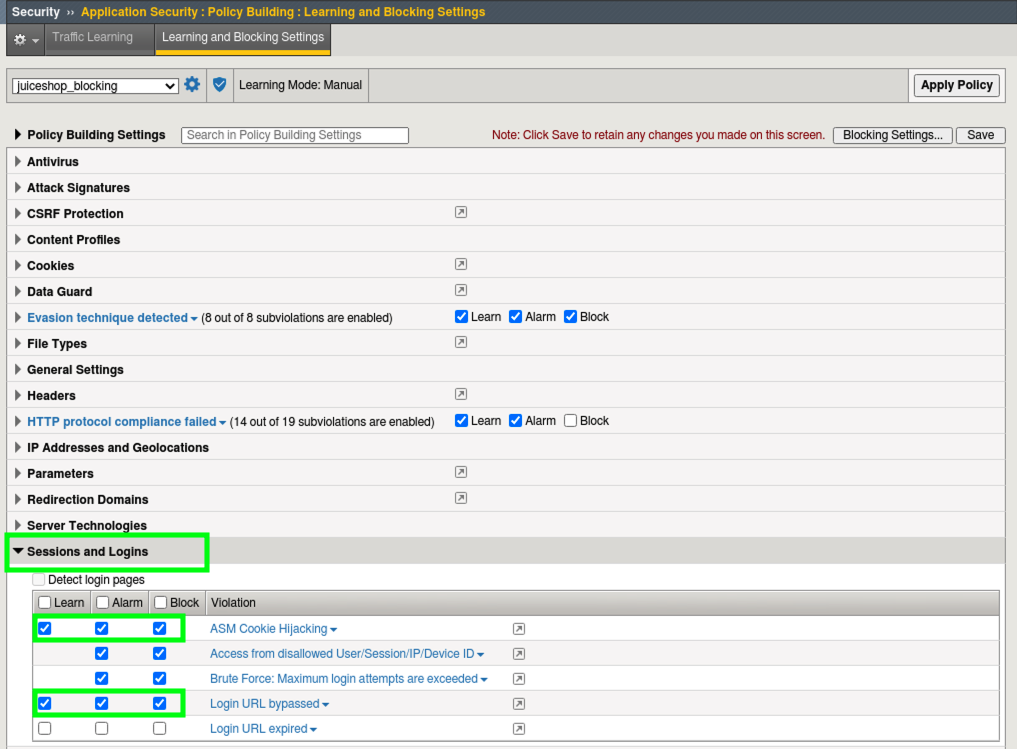 Security ›› Application Security : Policy Building : Learning and Blocking Settings
Traffic Learning Learning and Blocking Settings
juiceshop_blocking Learning Mode: Manual Apply Policy
Policy Building Settings Search in Policy Building Settings Note: Click Save to retain any changes you made on this screen. Blocking Settings... Save
Antivirus
Attack Signatures
CSRF Protection
Content Profiles
Cookies
Data Guard
Evasion technique detected (8 out of 8 subviolations are enabled) Learn Alarm Block
File Types
General Settings
Headers
HTTP protocol compliance failed (14 out of 19 subviolations are enabled) Learn Alarm Block
IP Addresses and Geolocations
Parameters
Redirection Domains
Server Technologies
Sessions and Logins
Detect login pages
Learn Alarm Block Violation
ASM Cookie Hijacking
Access from disallowed User/Session/IP/Device ID
Brute Force: Maximum login attempts are exceeded
Login URL bypassed
Login URL expired